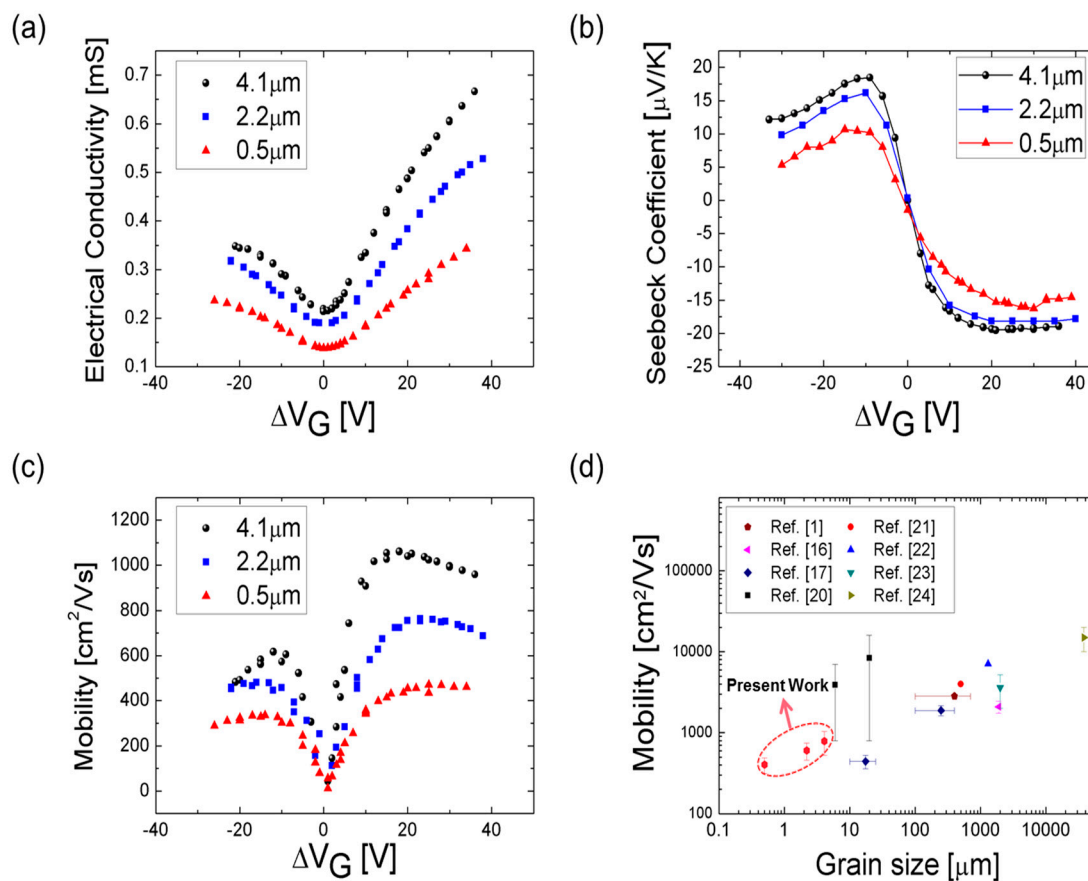 (a)
Electrical Conductivity [mS]
0.7
0.6
0.5
0.4
0.3
0.2
0.1
4.1μm
2.2μm
0.5μm
-40 -20 0 20 40
ΔVG [V]
(b)
Seebeck Coefficient [μV/K]
20
15
10
5
0
-5
-10
-15
-20
-25
4.1μm
2.2μm
0.5μm
-40 -20 0 20 40
ΔVG [V]
(c)
Mobility [cm²/Vs]
1200
1000
800
600
400
200
0
4.1μm
2.2μm
0.5μm
-40 -20 0 20 40
ΔVG [V]
(d)
Mobility [cm²/Vs]
100000
10000
1000
100
Ref. [1] Ref. [21]
Ref. [16] Ref. [22]
Ref. [17] Ref. [23]
Ref. [20] Ref. [24]
Present Work
0.1 1 10 100 1000 10000
Grain size [μm]